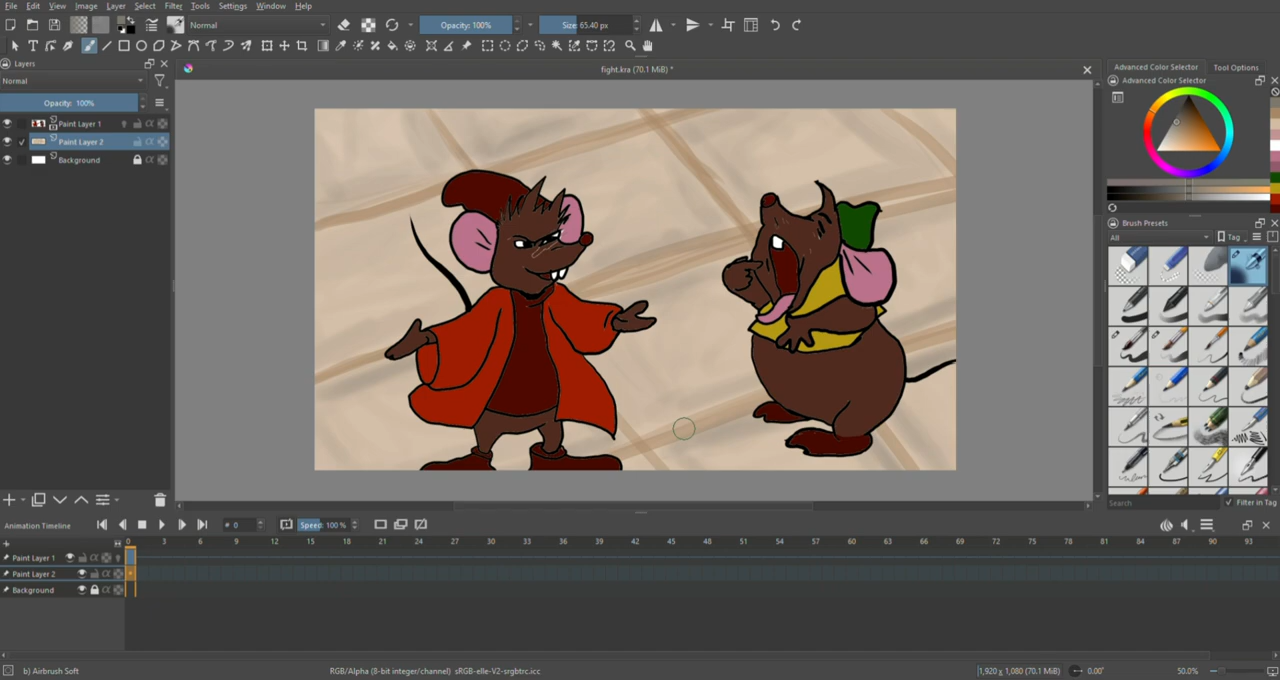 File Edit View Image Layer Select Filter Tools Settings Window Help
Normal Opacity: 100% Size: 65.40 px
Layers
fight.kra (70.1 MiB) *
Advanced Color Selector Tool Options
Advanced Color Selector
Normal
Opacity: 100%
Paint Layer 1
Paint Layer 2
Background
Brush Presets
All Tag
Search Filter in Tag
Animation Timeline # 0 Speed: 100 %
0 3 6 9 12 15 18 21 24 27 30 33 36 39 42 45 48 51 54 57 60 63 66 69 72 75 78 81 84 87 90 93
Paint Layer 1
Paint Layer 2
Background
b) Airbrush Soft RGB/Alpha (8-bit integer/channel) sRGB-elle-V2-srgbtrc.icc 1,920 x 1,080 (70.1 MiB) 0.00° 50.0%